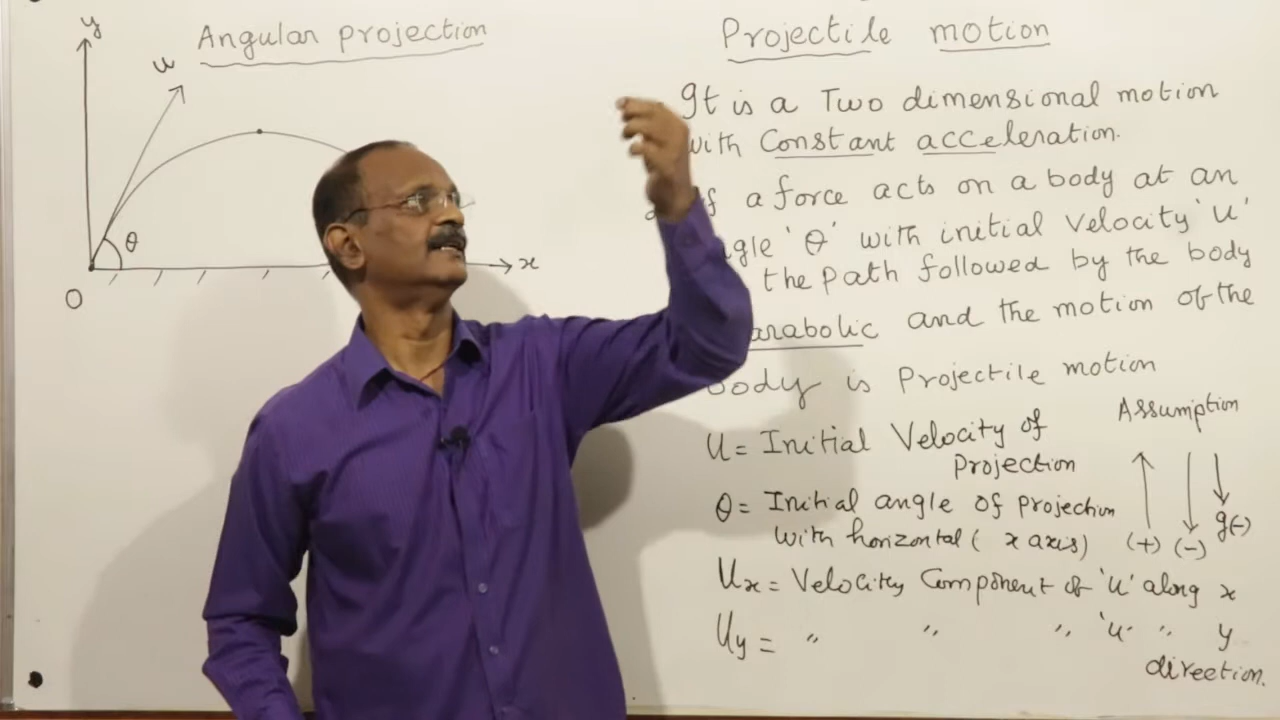 Angular projection
y
u
θ
O
x
Projectile motion
It is a Two dimensional motion
with Constant acceleration.
a force acts on a body at an
'θ' with initial Velocity 'u'
the path followed by the body
and the motion of the
body is Projectile motion
U = Initial Velocity of
Projection
θ = Initial angle of projection
with horizontal ( x axis)
Ux = Velocity Component of 'u' along x
Uy = " " " 'u' " y
direction.
Assumption
(+) (-) g(-)